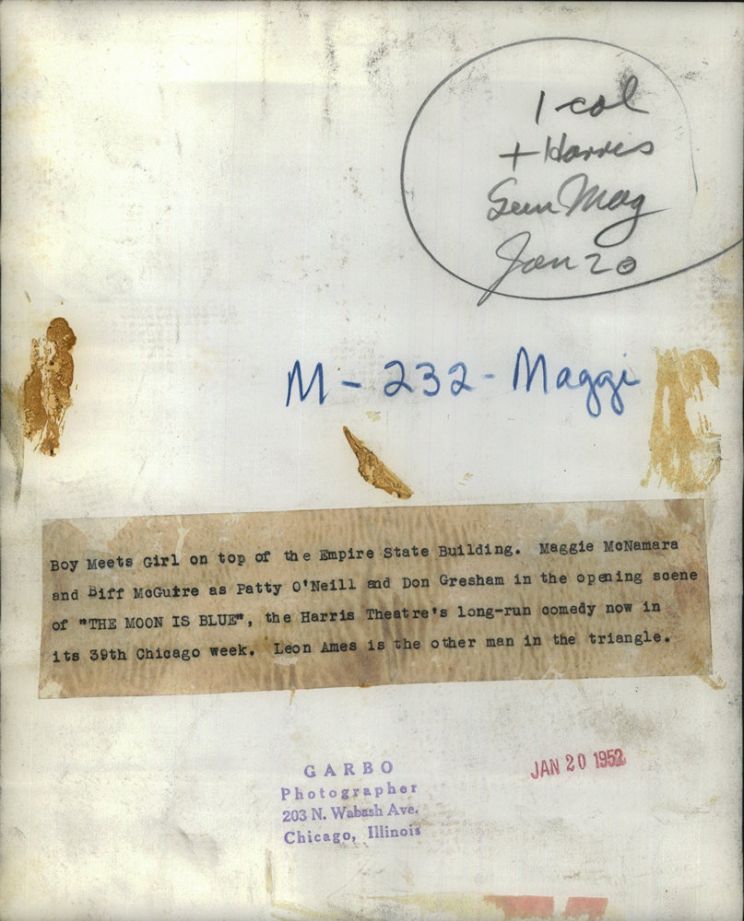 1 col
+ Harris
Sun Mag
Jan 20
M - 232 - Maggi
Boy Meets Girl on top of the Empire State Building. Maggie McNamara
and Biff McGuire as Patty O'Neill and Don Gresham in the opening scene
of "THE MOON IS BLUE", the Harris Theatre's long-run comedy now in
its 39th Chicago week. Leon Ames is the other man in the triangle.
GARBO
Photographer
203 N. Wabash Ave.
Chicago, Illinois
JAN 20 1952